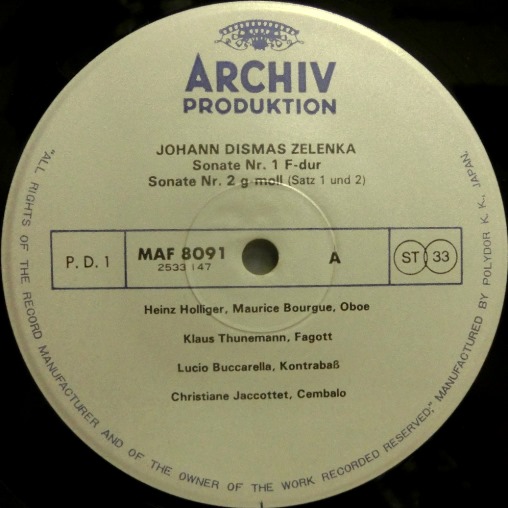 ARCHIV
PRODUKTION
JOHANN DISMAS ZELENKA
Sonate Nr. 1 F-dur
Sonate Nr. 2 g-moll (Satz 1 und 2)
P. D. 1
MAF 8091
2533 147
A
ST 33
Heinz Holliger, Maurice Bourgue, Oboe
Klaus Thunemann, Fagott
Lucio Buccarella, Kontrabaß
Christiane Jaccottet, Cembalo
"ALL RIGHTS OF THE RECORD MANUFACTURER AND OF THE OWNER OF THE WORK RECORDED RESERVED," MANUFACTURED BY POLYDOR K. K., JAPAN.